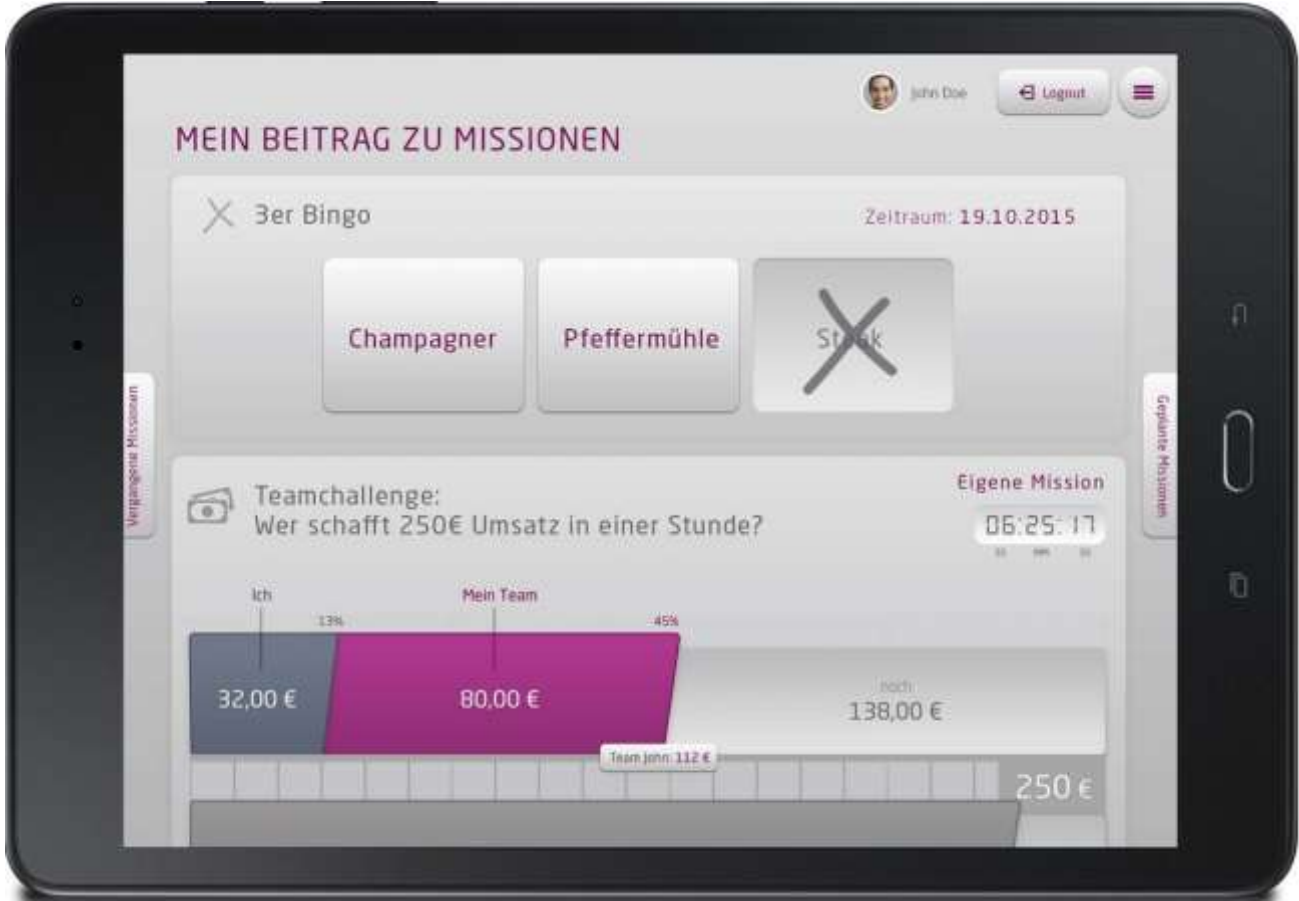 John Doe
Logout
MEIN BEITRAG ZU MISSIONEN
3er Bingo
Zeitraum: 19.10.2015
Champagner
Pfeffermühle
Steak
Vergangene Missionen
Geplante Missionen
Teamchallenge:
Wer schafft 250€ Umsatz in einer Stunde?
Eigene Mission
06:25:17
Ich
Mein Team
13%
45%
32,00 €
80,00 €
noch
138,00 €
Team John: 112 €
250 €